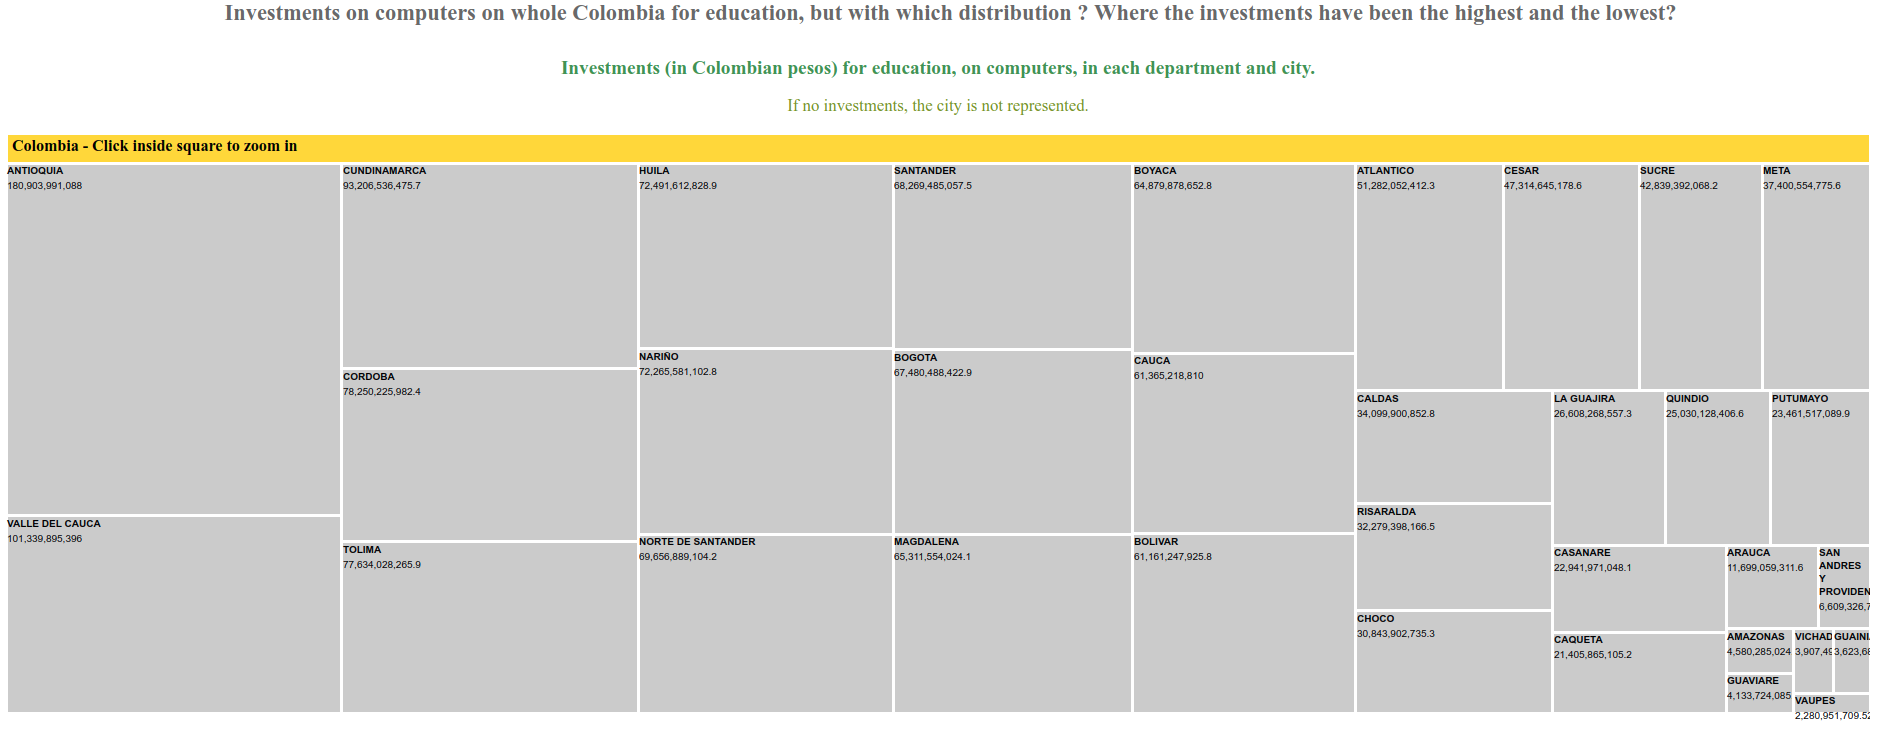 Investments on computers on whole Colombia for education, but with which distribution ? Where the investments have been the highest and the lowest?
Investments (in Colombian pesos) for education, on computers, in each department and city.
If no investments, the city is not represented.
Colombia - Click inside square to zoom in
ANTIOQUIA
180,903,991,088
VALLE DEL CAUCA
101,339,895,396
CUNDINAMARCA
93,206,536,475.7
CORDOBA
78,250,225,982.4
TOLIMA
77,634,028,265.9
HUILA
72,491,612,828.9
NARIÑO
72,265,581,102.8
NORTE DE SANTANDER
69,656,889,104.2
SANTANDER
68,269,485,057.5
BOGOTA
67,480,488,422.9
MAGDALENA
65,311,554,024.1
BOYACA
64,879,878,652.8
CAUCA
61,365,218,810
BOLIVAR
61,161,247,925.8
ATLANTICO
51,282,052,412.3
CESAR
47,314,645,178.6
SUCRE
42,839,392,068.2
META
37,400,554,775.6
CALDAS
34,099,900,852.8
RISARALDA
32,279,398,166.5
CHOCO
30,843,902,735.3
LA GUAJIRA
26,608,268,557.3
QUINDIO
25,030,128,406.6
PUTUMAYO
23,461,517,089.9
CASANARE
22,941,971,048.1
CAQUETA
21,405,865,105.2
ARAUCA
11,699,059,311.6
SAN
ANDRES
Y
PROVIDEN
6,609,326,7
AMAZONAS
4,580,285,024
GUAVIARE
4,133,724,085
VICHAD
3,907,49
GUAINI
3,623,68
VAUPES
2,280,951,709.52